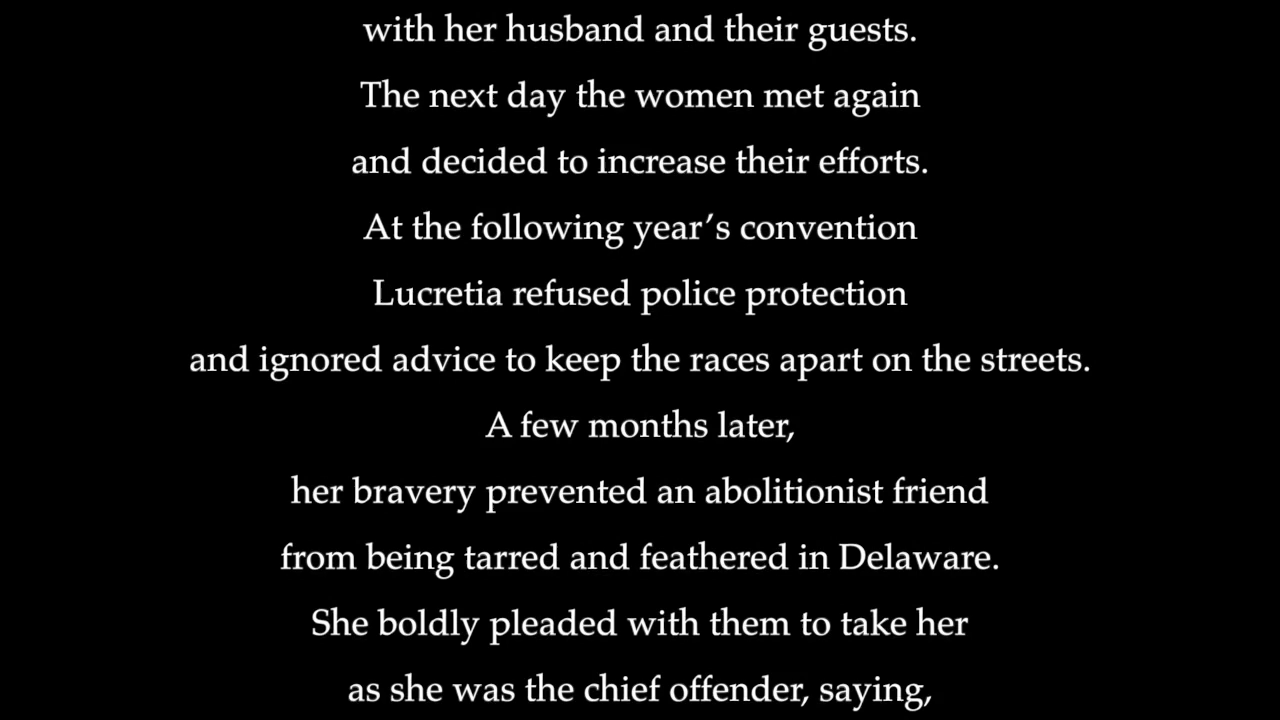 with her husband and their guests.
The next day the women met again
and decided to increase their efforts.
At the following year’s convention
Lucretia refused police protection
and ignored advice to keep the races apart on the streets.
A few months later,
her bravery prevented an abolitionist friend
from being tarred and feathered in Delaware.
She boldly pleaded with them to take her
as she was the chief offender, saying,